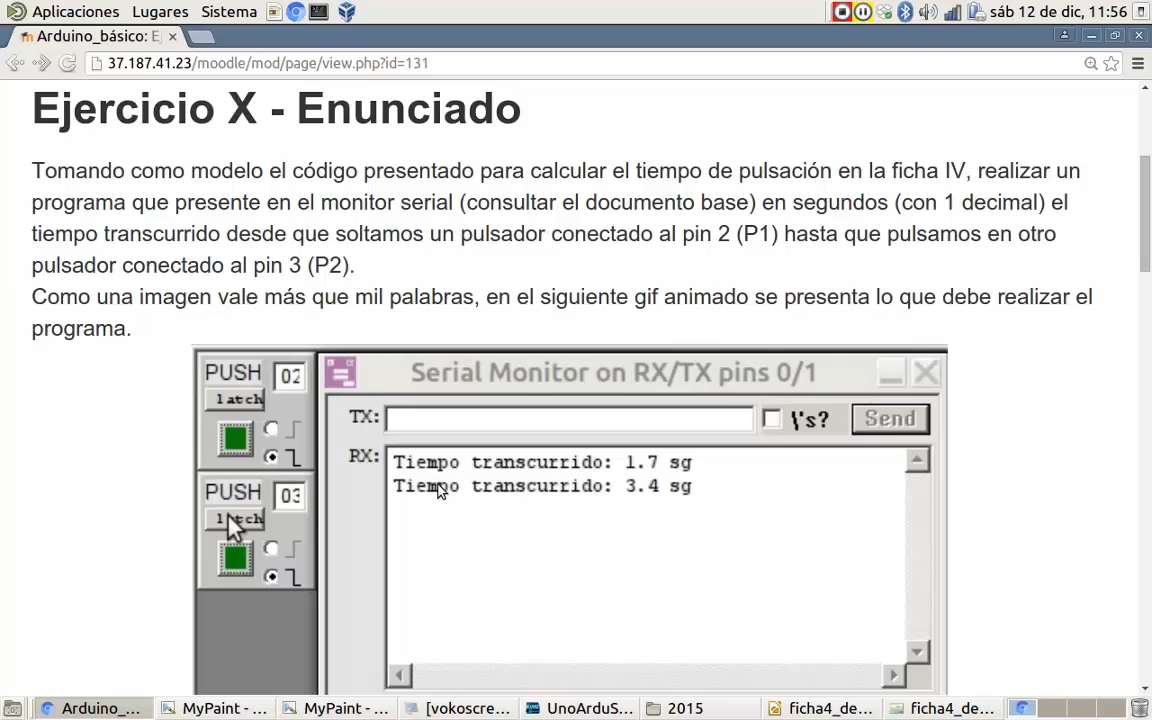 Aplicaciones Lugares Sistema sáb 12 de dic, 11:56
Arduino_básico: E
37.187.41.23/moodle/mod/page/view.php?id=131
Ejercicio X - Enunciado
Tomando como modelo el código presentado para calcular el tiempo de pulsación en la ficha IV, realizar un
programa que presente en el monitor serial (consultar el documento base) en segundos (con 1 decimal) el
tiempo transcurrido desde que soltamos un pulsador conectado al pin 2 (P1) hasta que pulsamos en otro
pulsador conectado al pin 3 (P2).
Como una imagen vale más que mil palabras, en el siguiente gif animado se presenta lo que debe realizar el
programa.
PUSH 02
latch
Serial Monitor on RX/TX pins 0/1
TX: \'s? Send
RX: Tiempo transcurrido: 1.7 sg
Tiempo transcurrido: 3.4 sg
PUSH 03
latch
Arduino_... MyPaint - ... MyPaint - ... [vokoscre... UnoArduS... 2015 ficha4_de... ficha4_de...